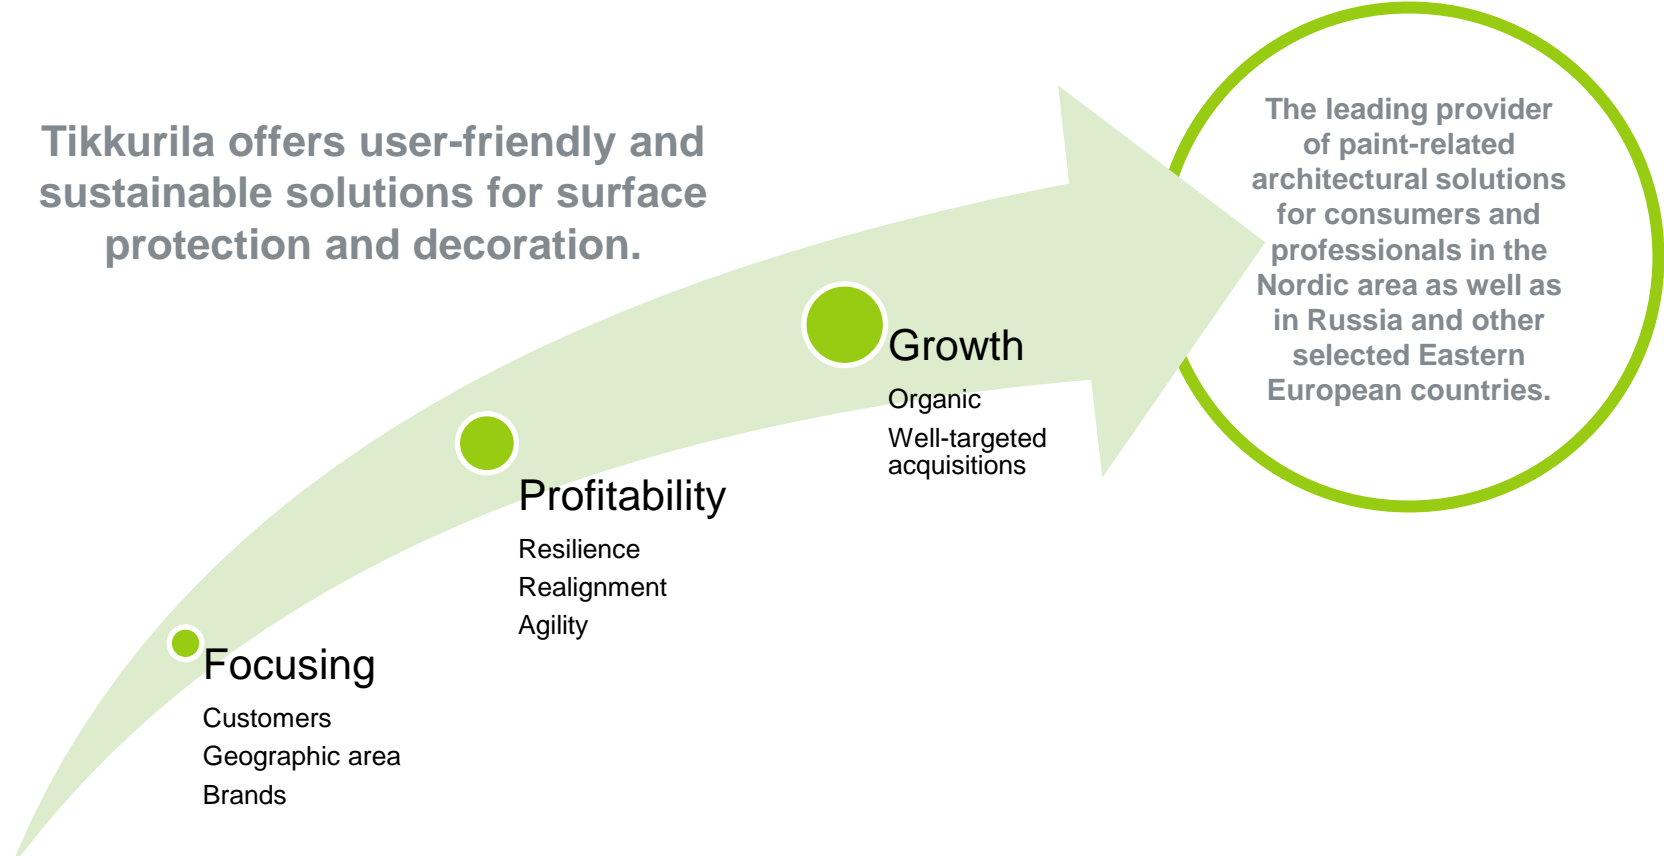 Tikkurila offers user-friendly and
sustainable solutions for surface
protection and decoration.
The leading provider
of paint-related
architectural solutions
for consumers and
professionals in the
Nordic area as well as
in Russia and other
selected Eastern
European countries.
Growth
Organic
Well-targeted
acquisitions
Profitability
Resilience
Realignment
Agility
Focusing
Customers
Geographic area
Brands